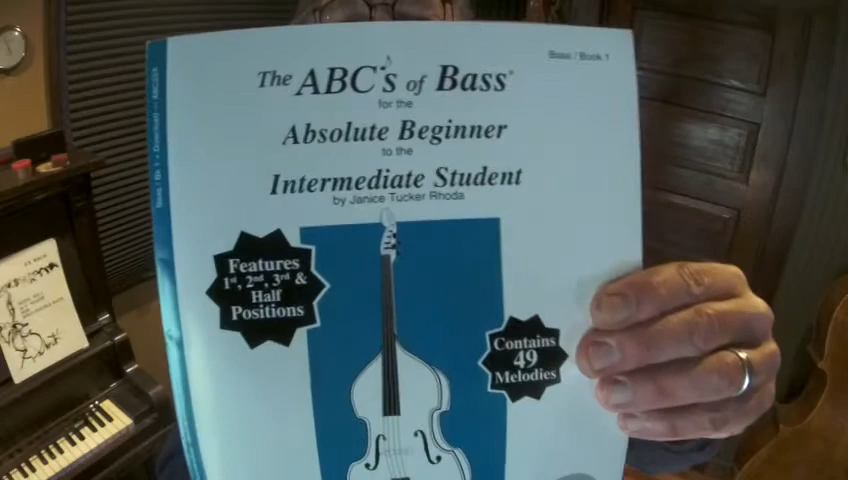 Bass / Book 1
The ABC's of Bass
for the
Absolute Beginner
to the
Intermediate Student
by Janice Tucker Rhoda
Features
1st, 2nd, 3rd &
Half
Positions
Contains
49
Melodies